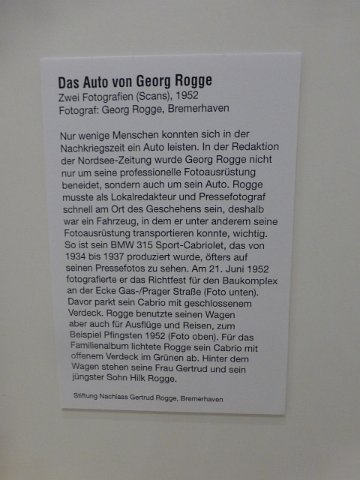 Das Auto von Georg Rogge
Zwei Fotografien (Scans), 1952
Fotograf: Georg Rogge, Bremerhaven
Nur wenige Menschen konnten sich in der
Nachkriegszeit ein Auto leisten. In der Redaktion
der Nordsee-Zeitung wurde Georg Rogge nicht
nur um seine professionelle Fotoausrüstung
beneidet, sondern auch um sein Auto. Rogge
musste als Lokalredakteur und Pressefotograf
schnell am Ort des Geschehens sein, deshalb
war ein Fahrzeug, in dem er unter anderem seine
Fotoausrüstung transportieren konnte, wichtig.
So ist sein BMW 315 Sport-Cabriolet, das von
1934 bis 1937 produziert wurde, öfters auf
seinen Pressefotos zu sehen. Am 21. Juni 1952
fotografierte er das Richtfest für den Baukomplex
an der Ecke Gas-/Prager Straße (Foto unten).
Davor parkt sein Cabrio mit geschlossenem
Verdeck. Rogge benutzte seinen Wagen
aber auch für Ausflüge und Reisen, zum
Beispiel Pfingsten 1952 (Foto oben). Für das
Familienalbum lichtete Rogge sein Cabrio mit
offenem Verdeck im Grünen ab. Hinter dem
Wagen stehen seine Frau Gertrud und sein
jüngster Sohn Hilk Rogge.
Stiftung Nachlass Gertrud Rogge, Bremerhaven